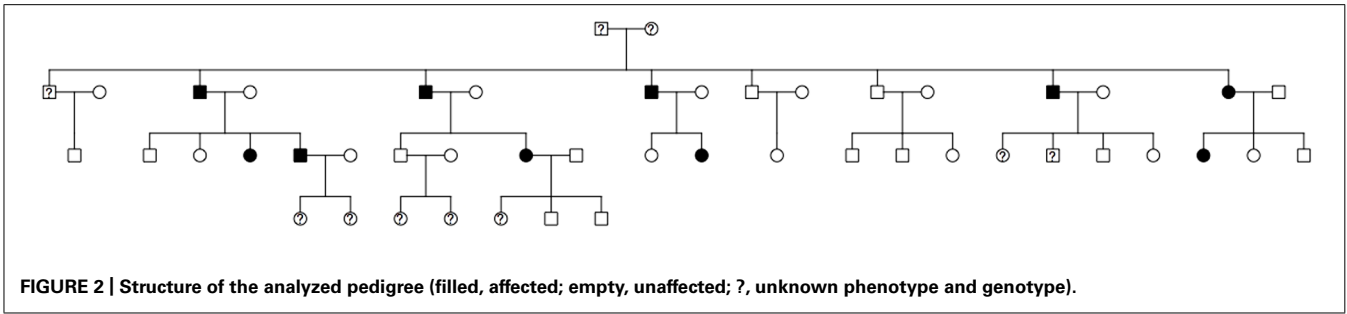 ? ?
?
? ?
? ? ? ? ?
FIGURE 2 | Structure of the analyzed pedigree (filled, affected; empty, unaffected; ?, unknown phenotype and genotype).